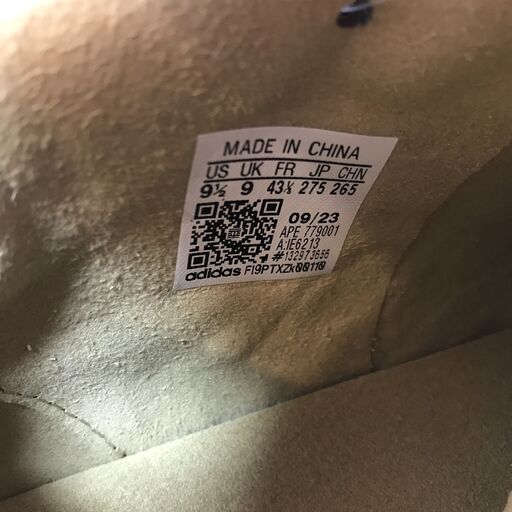 MADE IN CHINA
US UK FR JP CHN
9½ 9 43⅓ 275 265
09/23
APE 779001
A:IE6213
#132973656
adidas FI9PTXZk00110